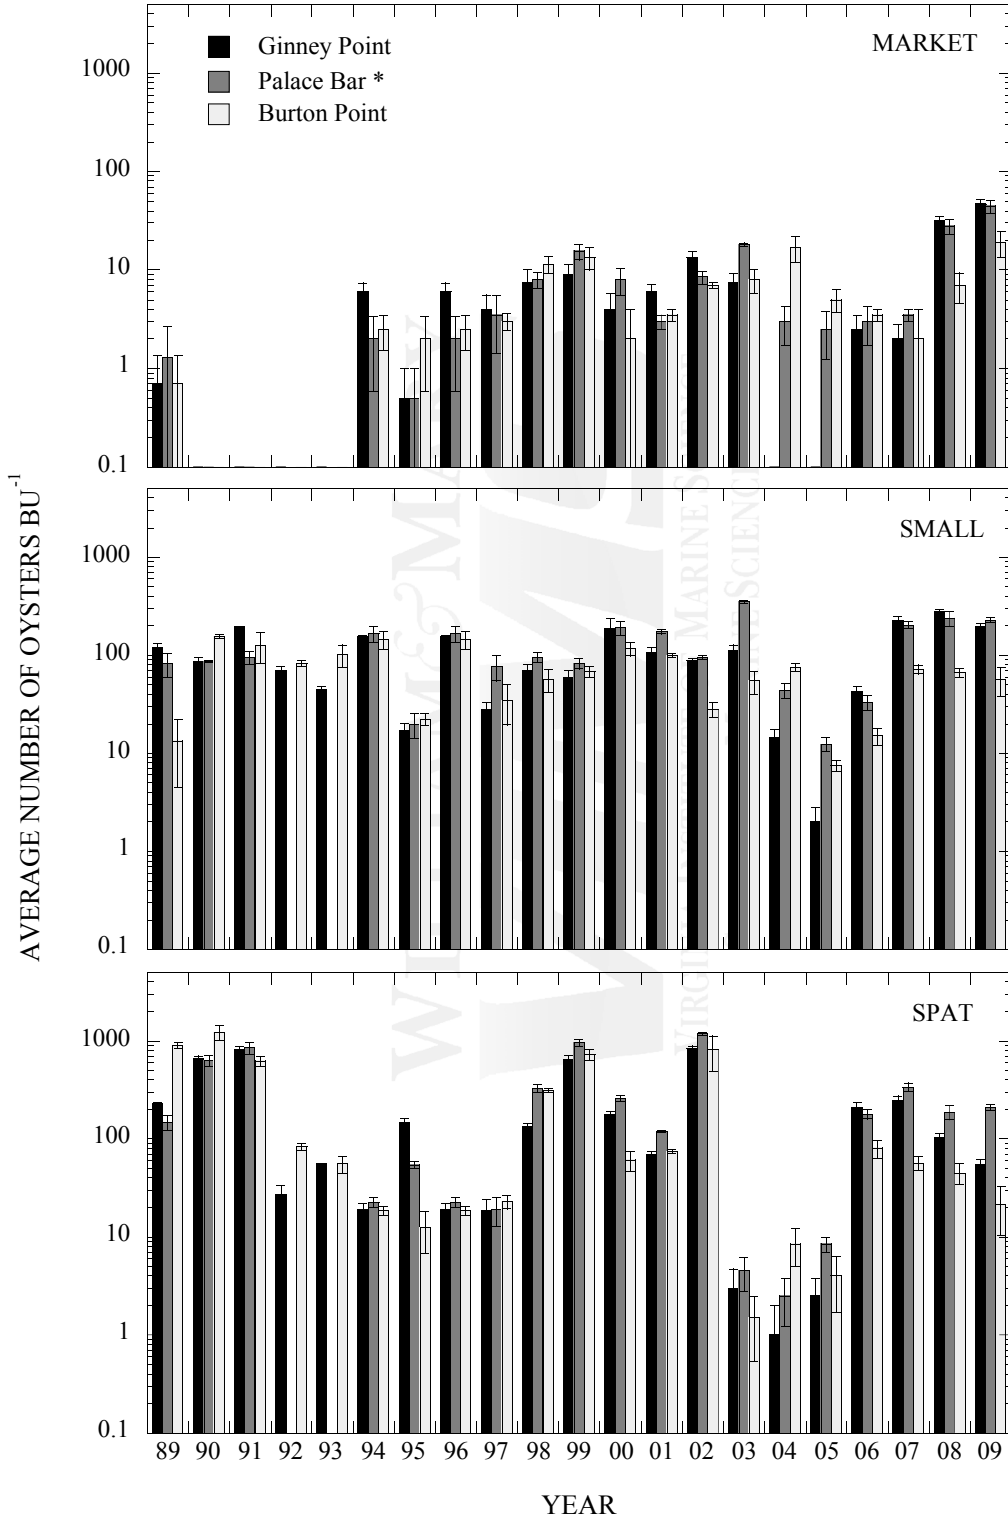 MARKET
Ginney Point
Palace Bar *
Burton Point
1000
100
10
1
0.1
SMALL
1000
100
10
1
0.1
SPAT
1000
100
10
1
0.1
AVERAGE NUMBER OF OYSTERS BU-1
89 90 91 92 93 94 95 96 97 98 99 00 01 02 03 04 05 06 07 08 09
YEAR